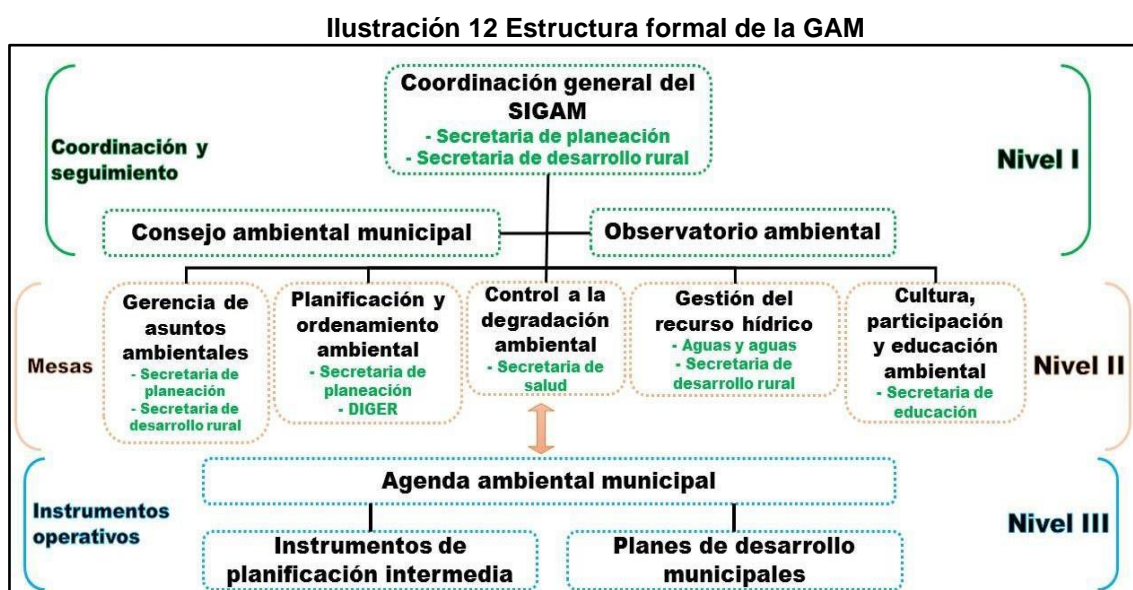 Ilustración 12 Estructura formal de la GAM
Coordinación y
seguimiento
Coordinación general del
SIGAM
- Secretaria de planeación
- Secretaria de desarrollo rural
Nivel I
Consejo ambiental municipal
Observatorio ambiental
Mesas
Gerencia de
asuntos
ambientales
- Secretaria de
planeación
- Secretaria de
desarrollo rural
Planificación y
ordenamiento
ambiental
- Secretaria de
planeación
- DIGER
Control a la
degradación
ambiental
- Secretaria de
salud
Gestión del
recurso hídrico
- Aguas y aguas
- Secretaria de
desarrollo rural
Cultura,
participación
y educación
ambiental
- Secretaria de
educación
Nivel II
Instrumentos
operativos
Agenda ambiental municipal
Instrumentos de
planificación intermedia
Planes de desarrollo
municipales
Nivel III